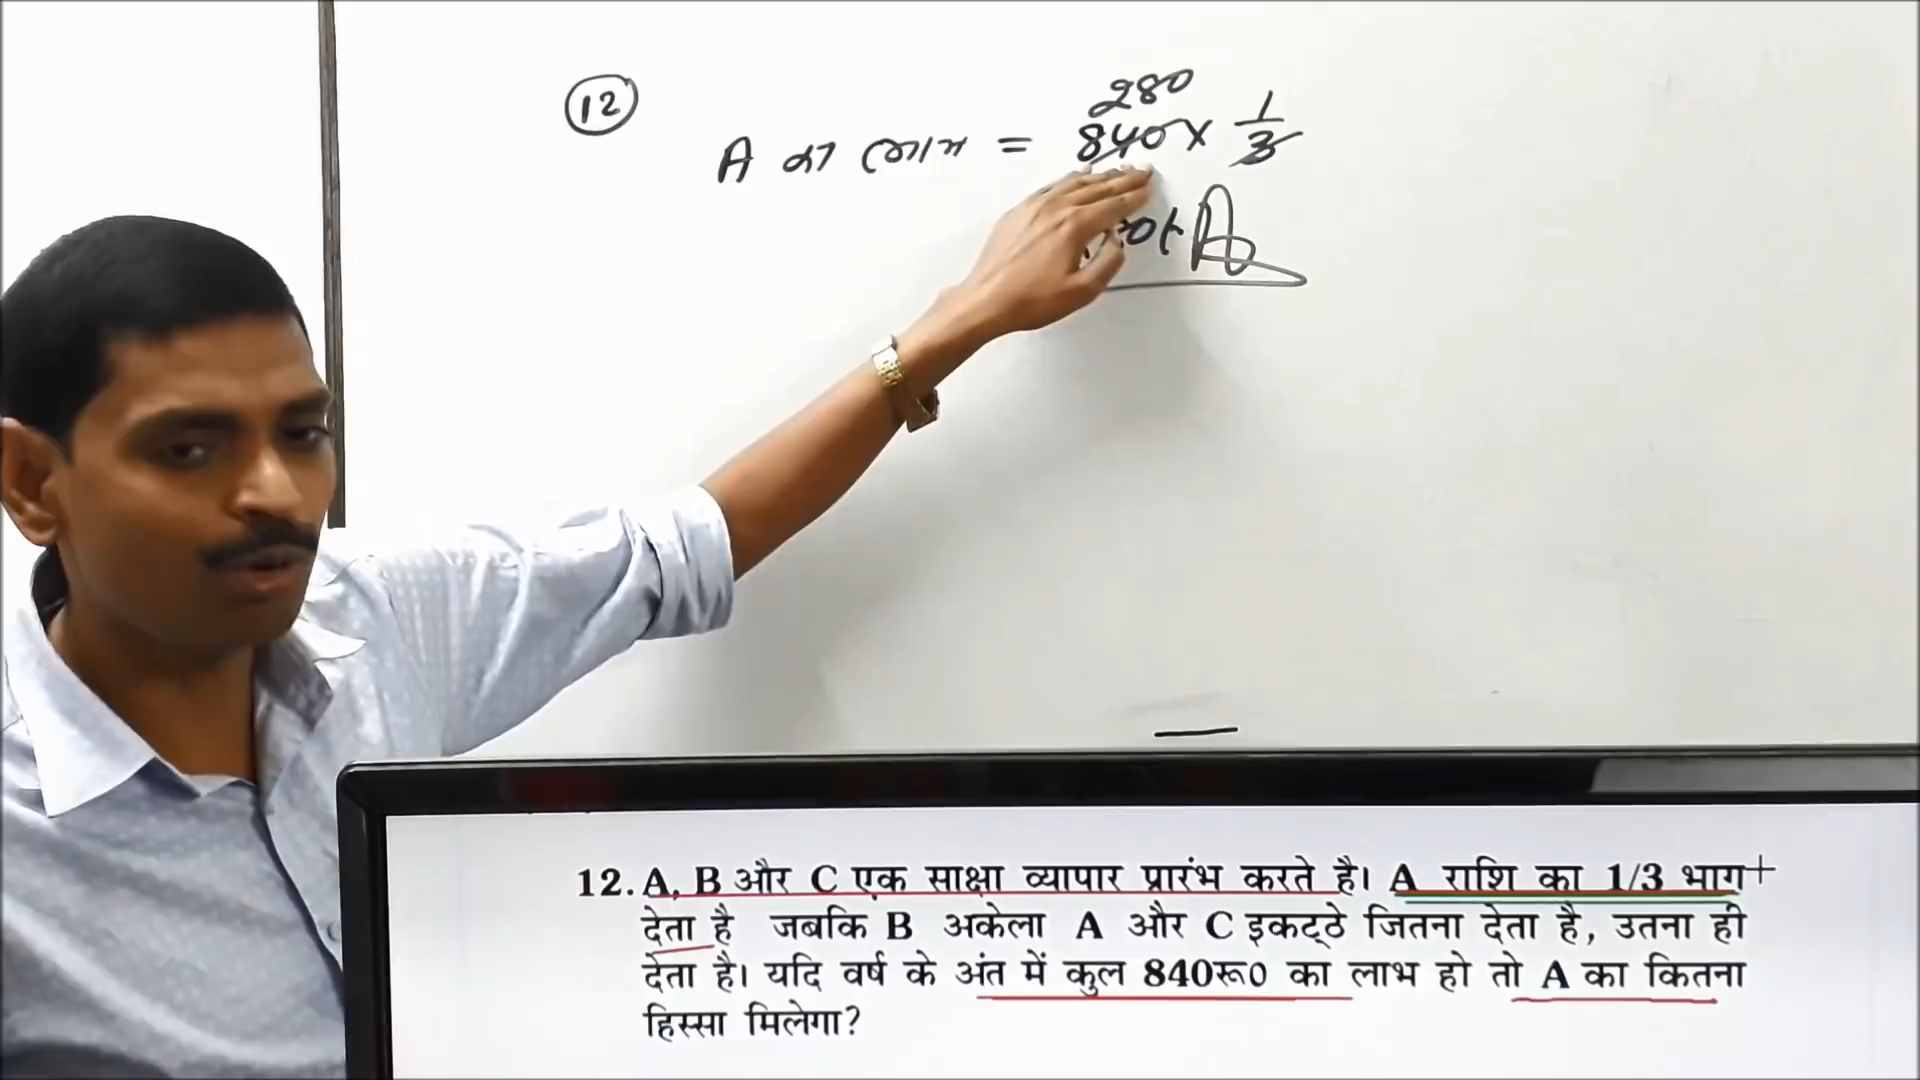 12
A का लाभ = 840 × 1/3
280
12. A, B और C एक साक्षा व्यापार प्रारंभ करते है। A राशि का 1/3 भाग
देता है जबकि B अकेला A और C इकट्ठे जितना देता है, उतना ही
देता है। यदि वर्ष के अंत में कुल 840रू0 का लाभ हो तो A का कितना
हिस्सा मिलेगा?